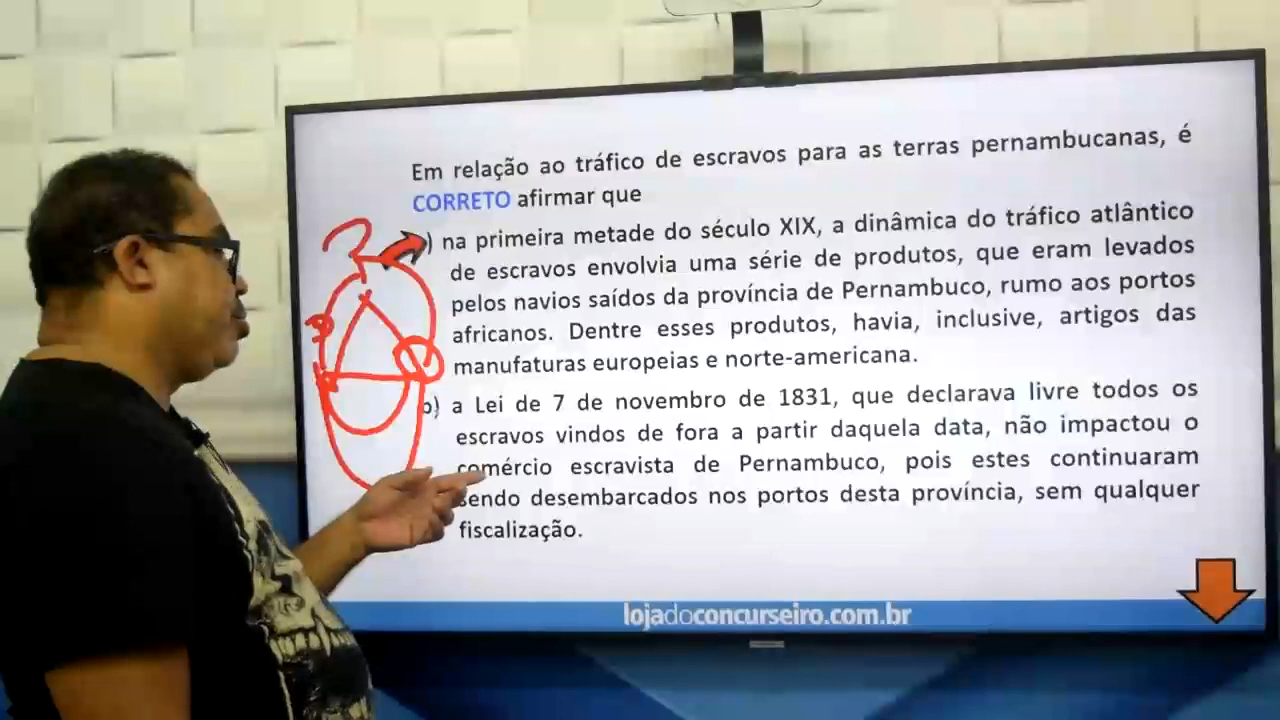 Em relação ao tráfico de escravos para as terras pernambucanas, é
CORRETO afirmar que
) na primeira metade do século XIX, a dinâmica do tráfico atlântico
de escravos envolvia uma série de produtos, que eram levados
pelos navios saídos da província de Pernambuco, rumo aos portos
africanos. Dentre esses produtos, havia, inclusive, artigos das
manufaturas europeias e norte-americana.
b) a Lei de 7 de novembro de 1831, que declarava livre todos os
escravos vindos de fora a partir daquela data, não impactou o
comércio escravista de Pernambuco, pois estes continuaram
sendo desembarcados nos portos desta província, sem qualquer
fiscalização.
lojadoconcurseiro.com.br